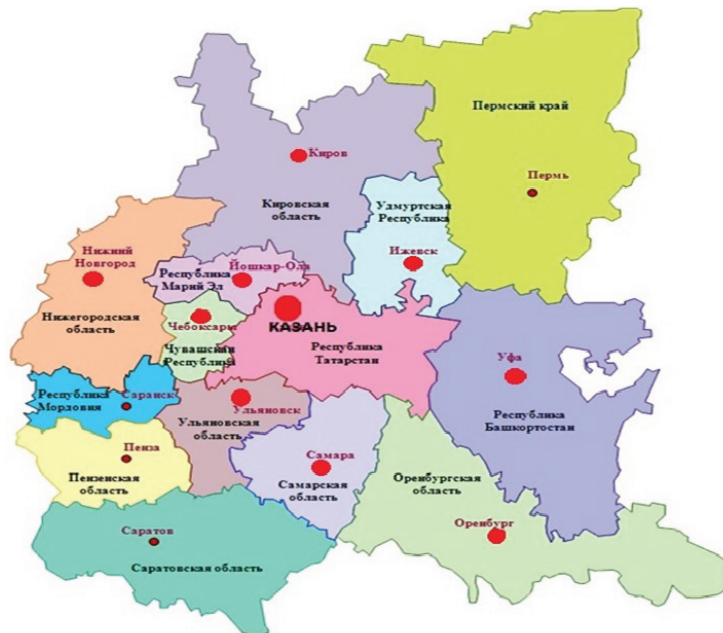 Пермский край
Киров
Пермь
Кировская
область
Удмуртская
Республика
Нижний
Новгород
Йошкар-Ола
Ижевск
Республика
Марий Эл
Нижегородская
область
Чебоксары
КАЗАНЬ
Чувашская
Республика
Республика
Татарстан
Уфа
Республика
Мордовия
Саранск
Ульяновск
Ульяновская
область
Республика
Башкортостан
Пенза
Пензенская
область
Самара
Самарская
область
Оренбургская
область
Оренбург
Саратов
Саратовская область